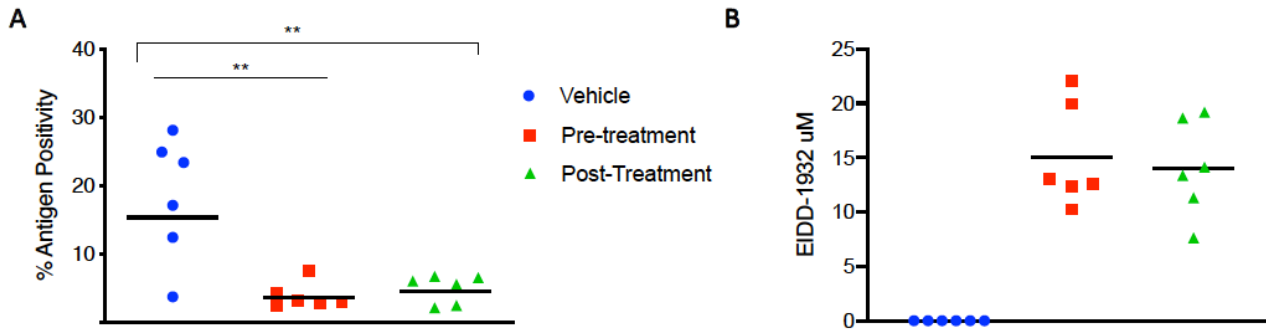 A
B
**
**
40
30
20
10
% Antigen Positivity
Vehicle
Pre-treatment
Post-Treatment
25
20
15
10
5
0
EIDD-1932 uM